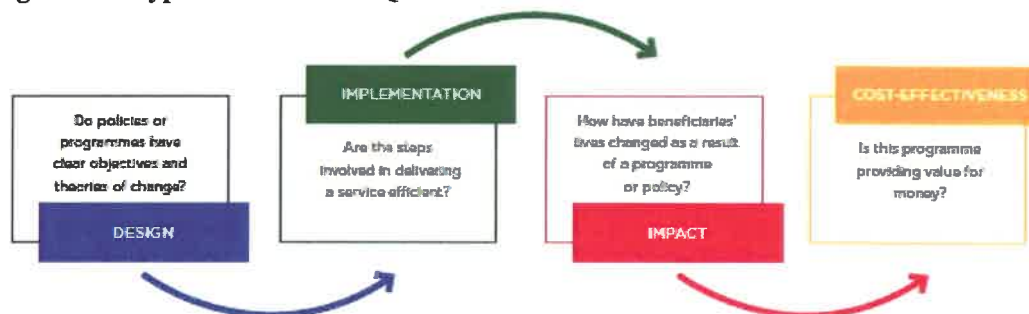 Do policies or
programmes have
clear objectives and
theories of change?
DESIGN
IMPLEMENTATION
Are the steps
involved in delivering
a service efficient?
How have beneficiaries'
lives changed as a result
of a programme
or policy?
IMPACT
COST-EFFECTIVENESS
Is this programme
providing value for
money?